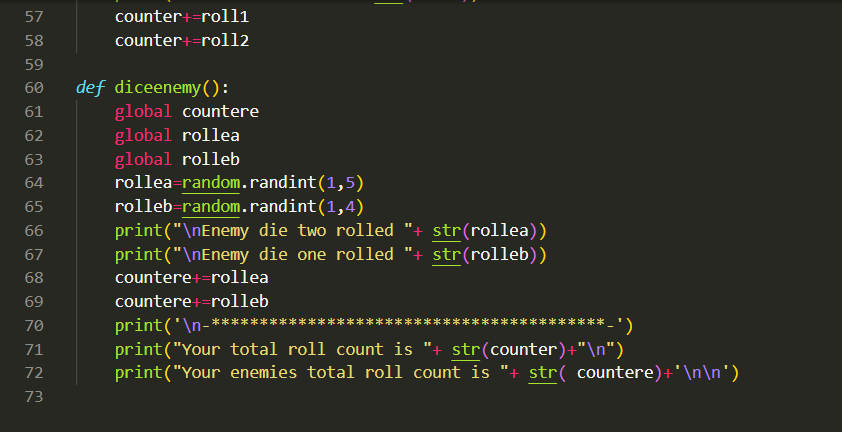 57 counter+=roll1
58 counter+=roll2
59
60 def diceenemy():
61 global countere
62 global rollea
63 global rolleb
64 rollea=random.randint(1,5)
65 rolleb=random.randint(1,4)
66 print("\nEnemy die two rolled "+ str(rollea))
67 print("\nEnemy die one rolled "+ str(rolleb))
68 countere+=rollea
69 countere+=rolleb
70 print('\n-*****************************************-')
71 print("Your total roll count is "+ str(counter)+"\n")
72 print("Your enemies total roll count is "+ str( countere)+'\n\n')
73